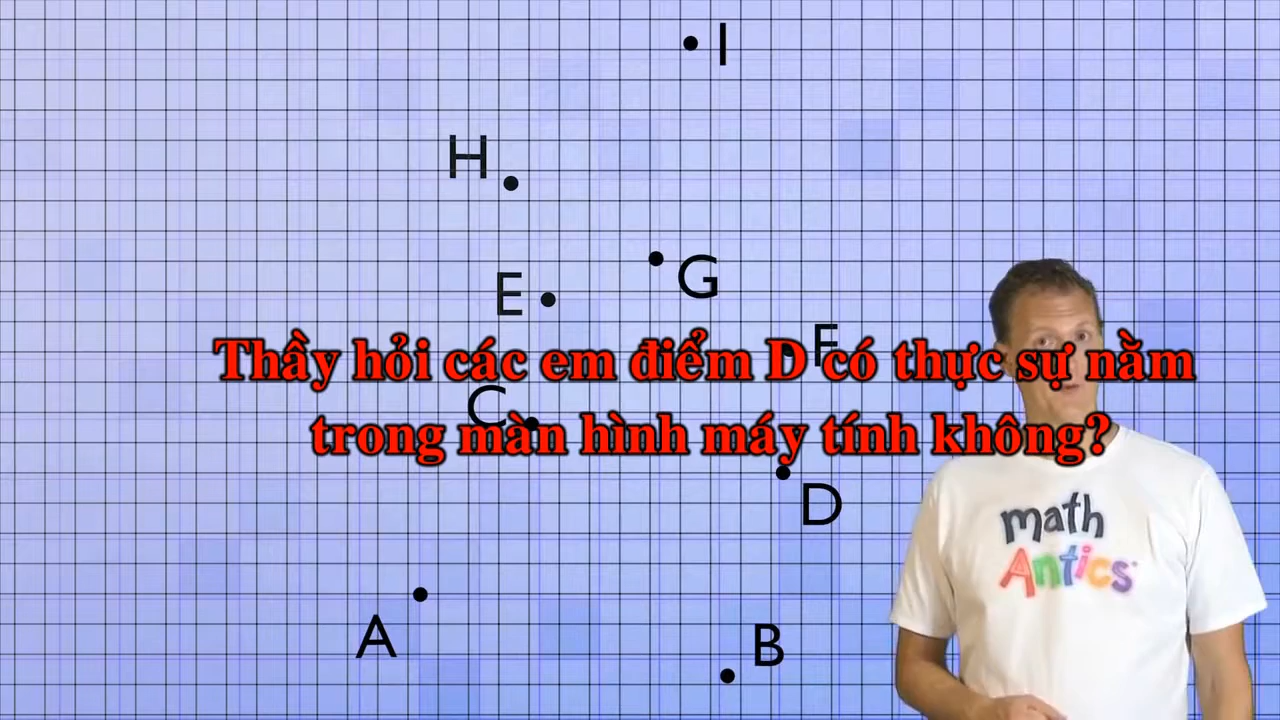 I
H
G
E
F
Thầy hỏi các em điểm D có thực sự nằm
C
trong màn hình máy tính không?
D
math
Antics
A
B